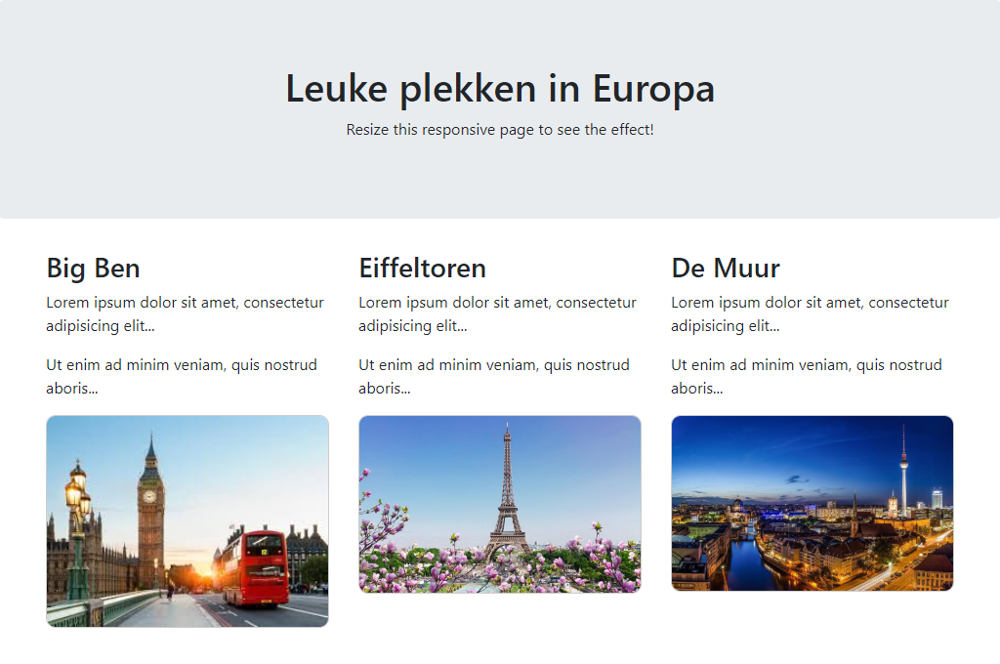 Leuke plekken in Europa
Resize this responsive page to see the effect!
Big Ben
Lorem ipsum dolor sit amet, consectetur
adipisicing elit...
Ut enim ad minim veniam, quis nostrud
aboris...
Eiffeltoren
Lorem ipsum dolor sit amet, consectetur
adipisicing elit...
Ut enim ad minim veniam, quis nostrud
aboris...
De Muur
Lorem ipsum dolor sit amet, consectetur
adipisicing elit...
Ut enim ad minim veniam, quis nostrud
aboris...